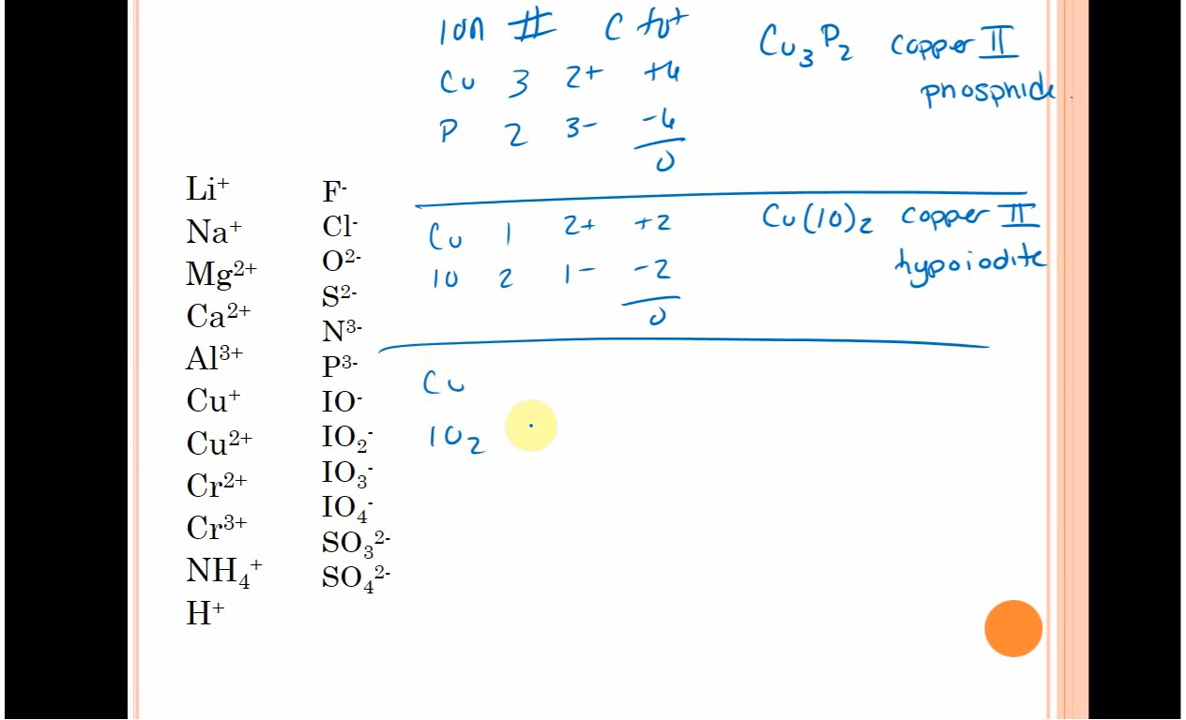 Ion # C tot
Cu 3 2+ +6
P 2 3- -6
0
Cu₃P₂ copper II
phosphide
Cu 1 2+ +2
IO 2 1- -2
0
Cu(IO)₂ copper II
hypoiodite
Cu
IO₂
Li⁺
Na⁺
Mg²⁺
Ca²⁺
Al³⁺
Cu⁺
Cu²⁺
Cr²⁺
Cr³⁺
NH₄⁺
H⁺
F⁻
Cl⁻
O²⁻
S²⁻
N³⁻
P³⁻
IO⁻
IO₂⁻
IO₃⁻
IO₄⁻
SO₃²⁻
SO₄²⁻